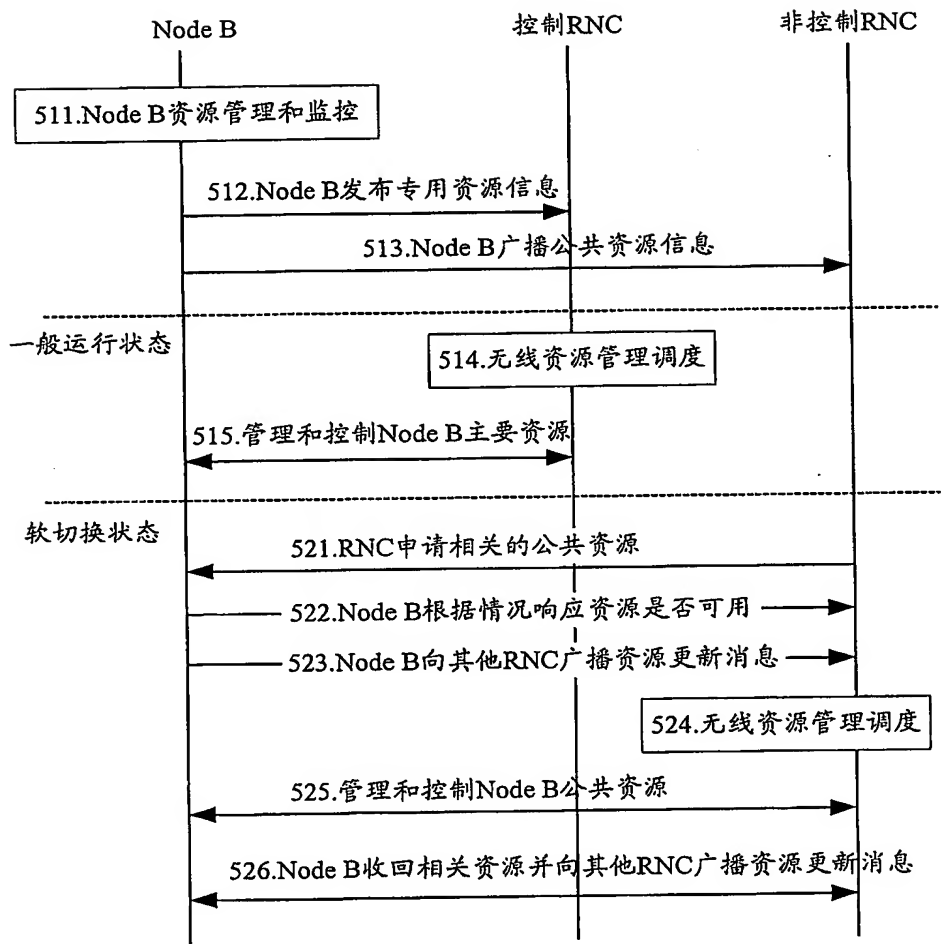 Node B
控制RNC
非控制RNC
511.Node B资源管理和监控
512.Node B发布专用资源信息
513.Node B广播公共资源信息
一般运行状态
514.无线资源管理调度
515.管理和控制Node B主要资源
软切换状态
521.RNC申请相关的公共资源
522.Node B根据情况响应资源是否可用
523.Node B向其他RNC广播资源更新消息
524.无线资源管理调度
525.管理和控制Node B公共资源
526.Node B收回相关资源并向其他RNC广播资源更新消息